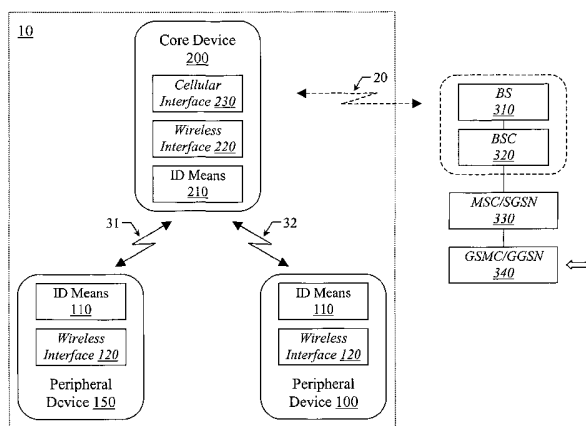 10
Core Device
200
Cellular
Interface 230
Wireless
Interface 220
ID Means
210
20
BS
310
BSC
320
MSC/SGSN
330
GSMC/GGSN
340
31
32
ID Means
110
Wireless
Interface 120
Peripheral
Device 150
ID Means
110
Wireless
Interface 120
Peripheral
Device 100